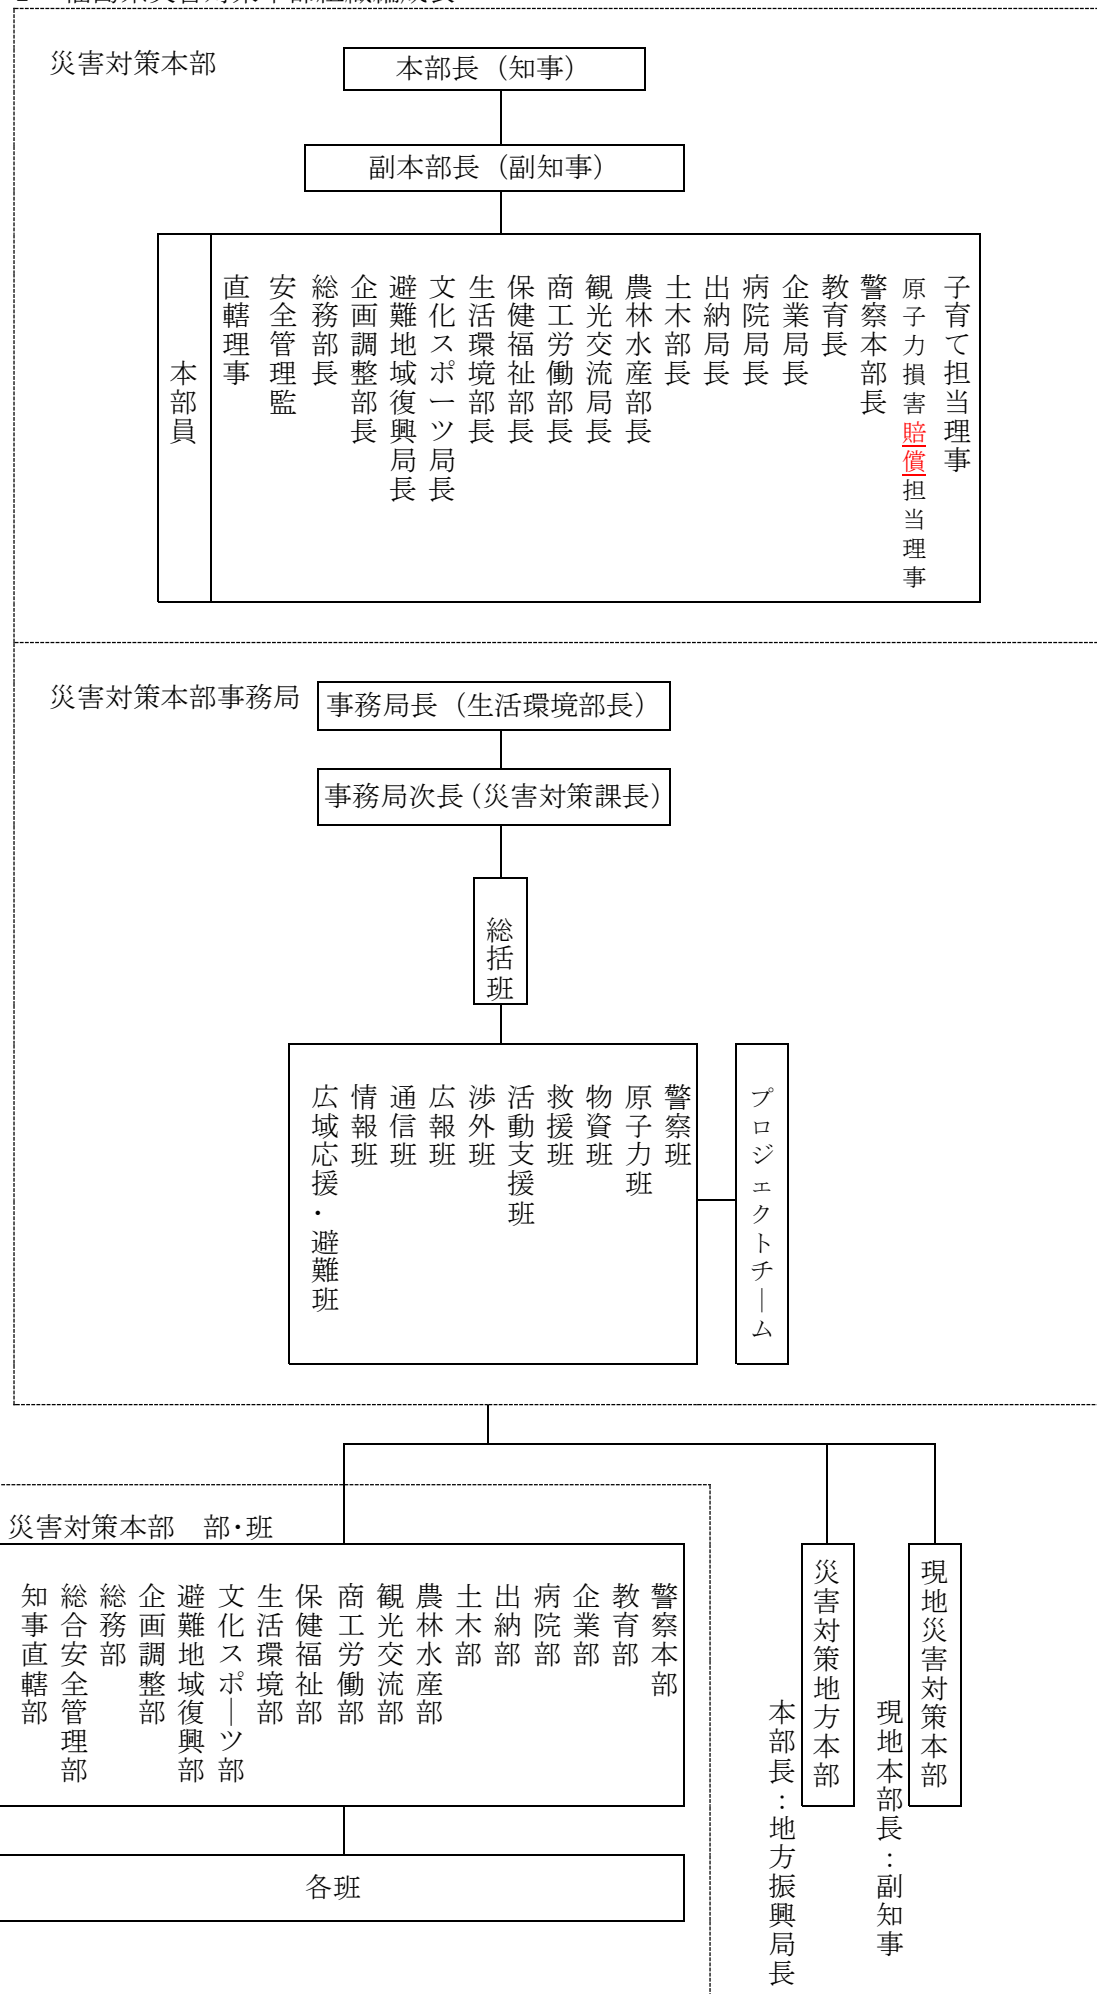 災害対策本部
本部長（知事）
副本部長（副知事）
本部員
直轄理事
安全管理監
総務部長
企画調整部長
避難地域復興局長
文化スポーツ局長
生活環境部長
保健福祉部長
商工労働部長
観光交流局長
農林水産部長
土木部長
出納局長
病院局長
企業局長
教育長
警察本部長
原子力損害賠償担当理事
子育て担当理事
災害対策本部事務局
事務局長（生活環境部長）
事務局次長（災害対策課長）
総括班
広域応援・避難班
情報班
通信班
広報班
渉外班
活動支援班
救援班
物資班
原子力班
警察班
プロジェクトチーム
災害対策本部　部・班
知事直轄部
総合安全管理部
総務部
企画調整部
避難地域復興部
文化スポーツ部
生活環境部
保健福祉部
商工労働部
観光交流部
農林水産部
土木部
出納部
病院部
企業部
教育部
警察本部
各班
災害対策地方本部
本部長：地方振興局長
現地災害対策本部
現地本部長：副知事